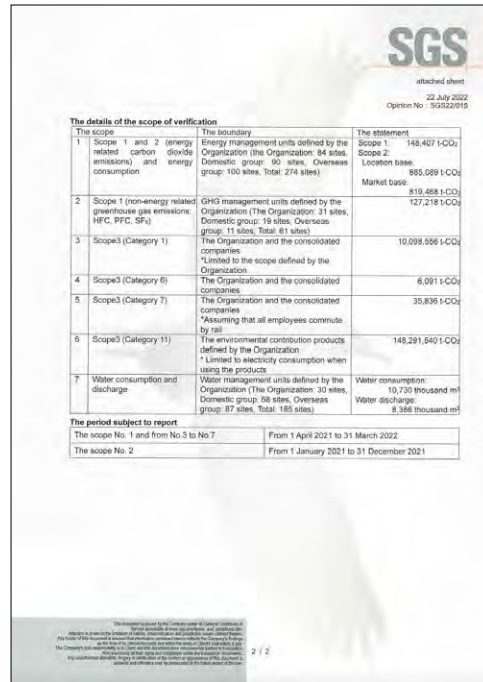 SGS
attached sheet
22 July 2022
Opinion No : SGS22/015
The details of the scope of verification
The scope
The boundary
The statement
1
Scope 1 and 2 (energy
related carbon dioxide
emissions) and energy
consumption
Energy management units defined by the
Organization (the Organization: 84 sites,
Domestic group: 90 sites, Overseas
group: 100 sites, Total: 274 sites)
Scope 1: 148,407 t-CO₂
Scope 2:
Location base:
885,089 t-CO₂
Market base:
819,468 t-CO₂
2
Scope 1 (non-energy related
greenhouse gas emissions:
HFC, PFC, SF₆)
GHG management units defined by the
Organization (The Organization: 31 sites,
Domestic group: 19 sites, Overseas
group: 11 sites, Total: 61 sites)
127,218 t-CO₂
3
Scope3 (Category 1)
The Organization and the consolidated
companies
*Limited to the scope defined by the
Organization
10,098,556 t-CO₂
4
Scope3 (Category 6)
The Organization and the consolidated
companies
6,091 t-CO₂
5
Scope3 (Category 7)
The Organization and the consolidated
companies
*Assuming that all employees commute
by rail
35,836 t-CO₂
6
Scope3 (Category 11)
The environmental contribution products
defined by the Organization
* Limited to electricity consumption when
using the products
148,291,540 t-CO₂
7
Water consumption and
discharge
Water management units defined by the
Organization (The Organization: 30 sites,
Domestic group: 68 sites, Overseas
group: 87 sites, Total: 185 sites)
Water consumption:
10,730 thousand m³
Water discharge:
8,386 thousand m³
The period subject to report
The scope No. 1 and from No.3 to No.7
From 1 April 2021 to 31 March 2022
The scope No. 2
From 1 January 2021 to 31 December 2021
2 / 2